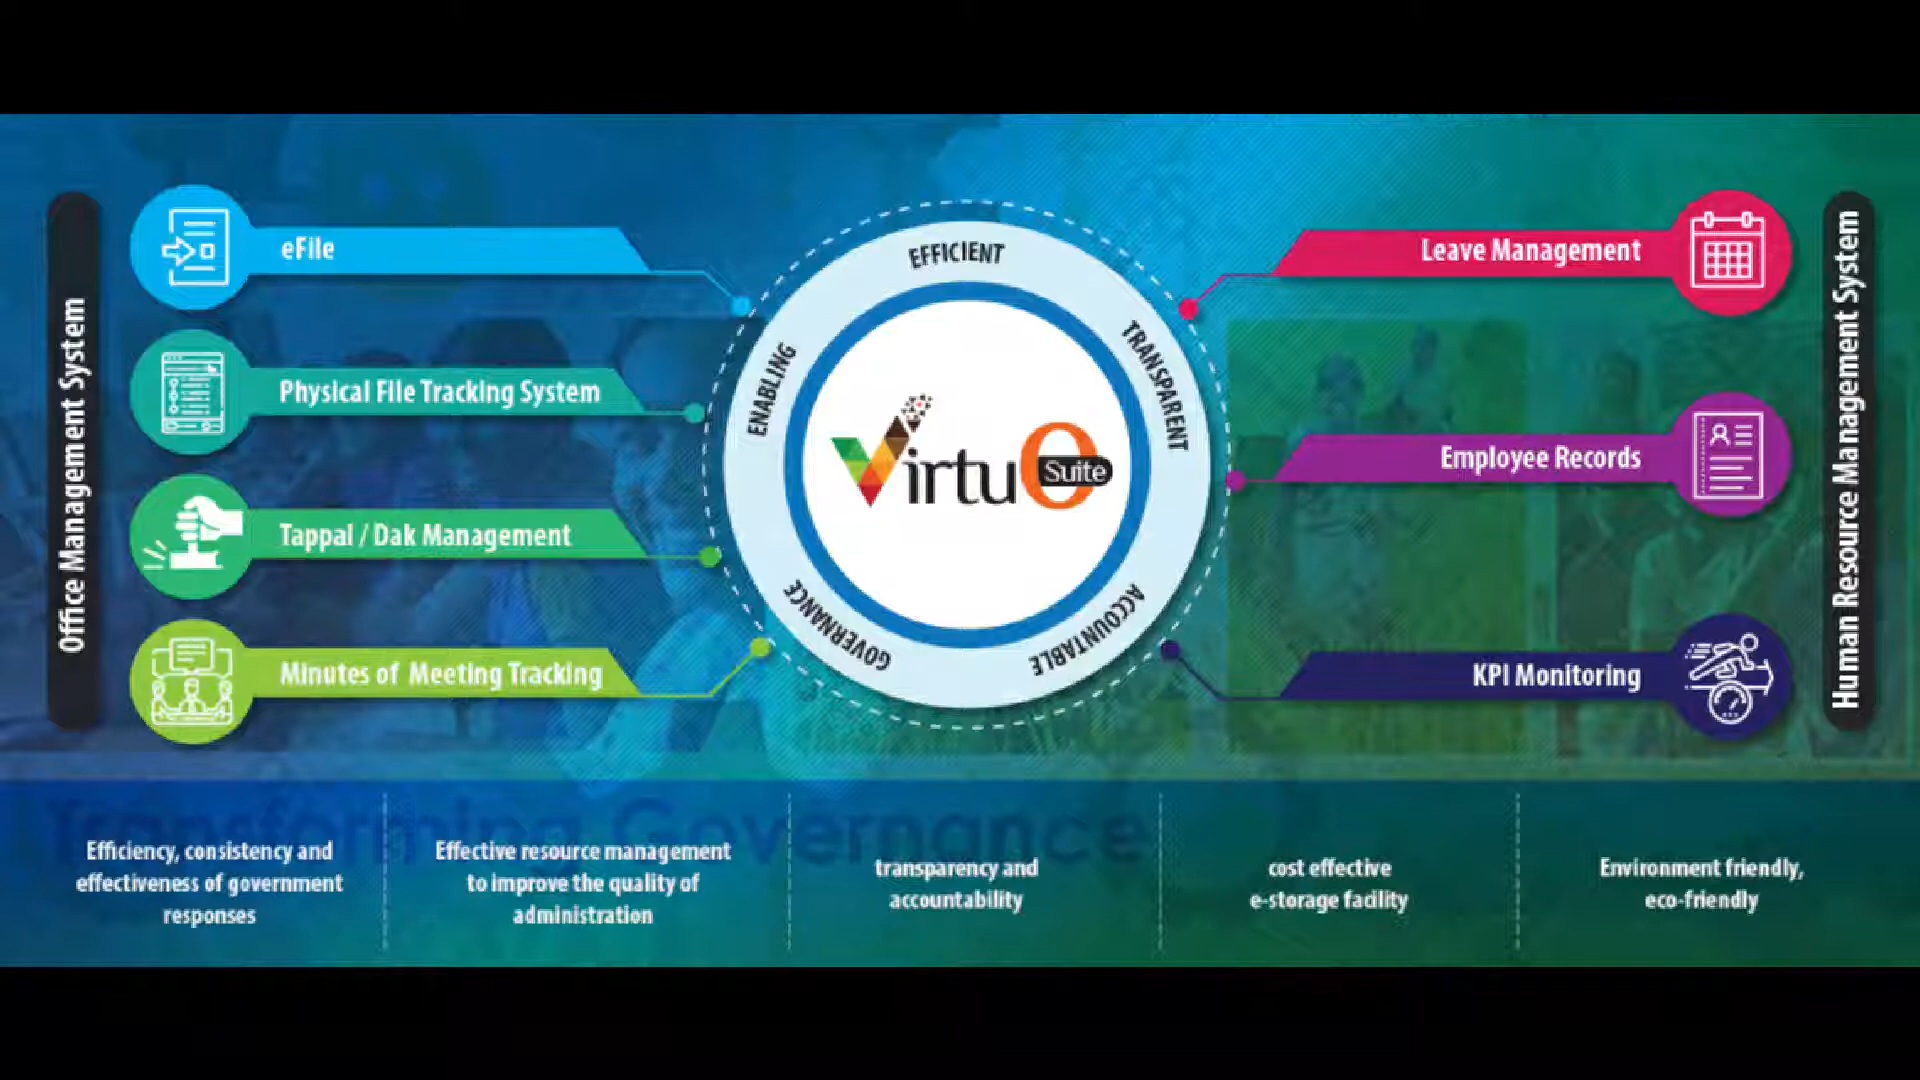 Office Management System
eFile
Physical File Tracking System
Tappal / Dak Management
Minutes of Meeting Tracking
EFFICIENT
TRANSPARENT
ACCOUNTABLE
GOVERNANCE
ENABLING
Virtue
Suite
Leave Management
Employee Records
KPI Monitoring
Human Resource Management System
Transforming Governance
Efficiency, consistency and
effectiveness of government
responses
Effective resource management
to improve the quality of
administration
transparency and
accountability
cost effective
e-storage facility
Environment friendly,
eco-friendly